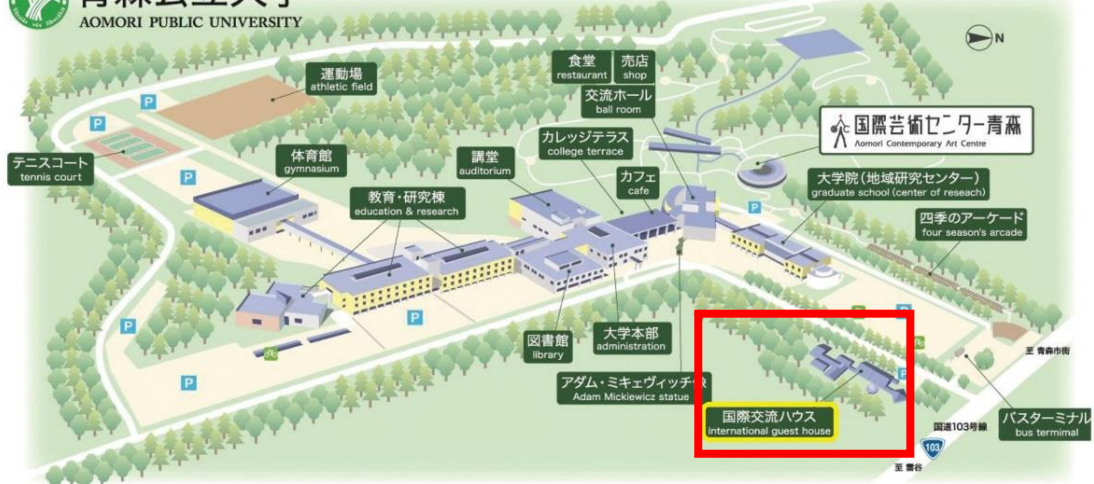 AOMORI PUBLIC UNIVERSITY
N
P
P
P
P
P
P
P
P
P
運動場
athletic field
食堂
restaurant
売店
shop
交流ホール
ball room
国際芸術センター青森
Aomori Contemporary Art Centre
テニスコート
tennis court
体育館
gymnasium
講堂
auditorium
カレッジテラス
college terrace
カフェ
cafe
大学院(地域研究センター)
graduate school (center of reseach)
教育・研究棟
education & research
四季のアーケード
four season's arcade
図書館
library
大学本部
administration
アダム・ミキェヴィッチ像
Adam Mickiewicz statue
国際交流ハウス
international guest house
至 青森市街
バスターミナル
bus termimal
国道103号線
103
至 雲谷